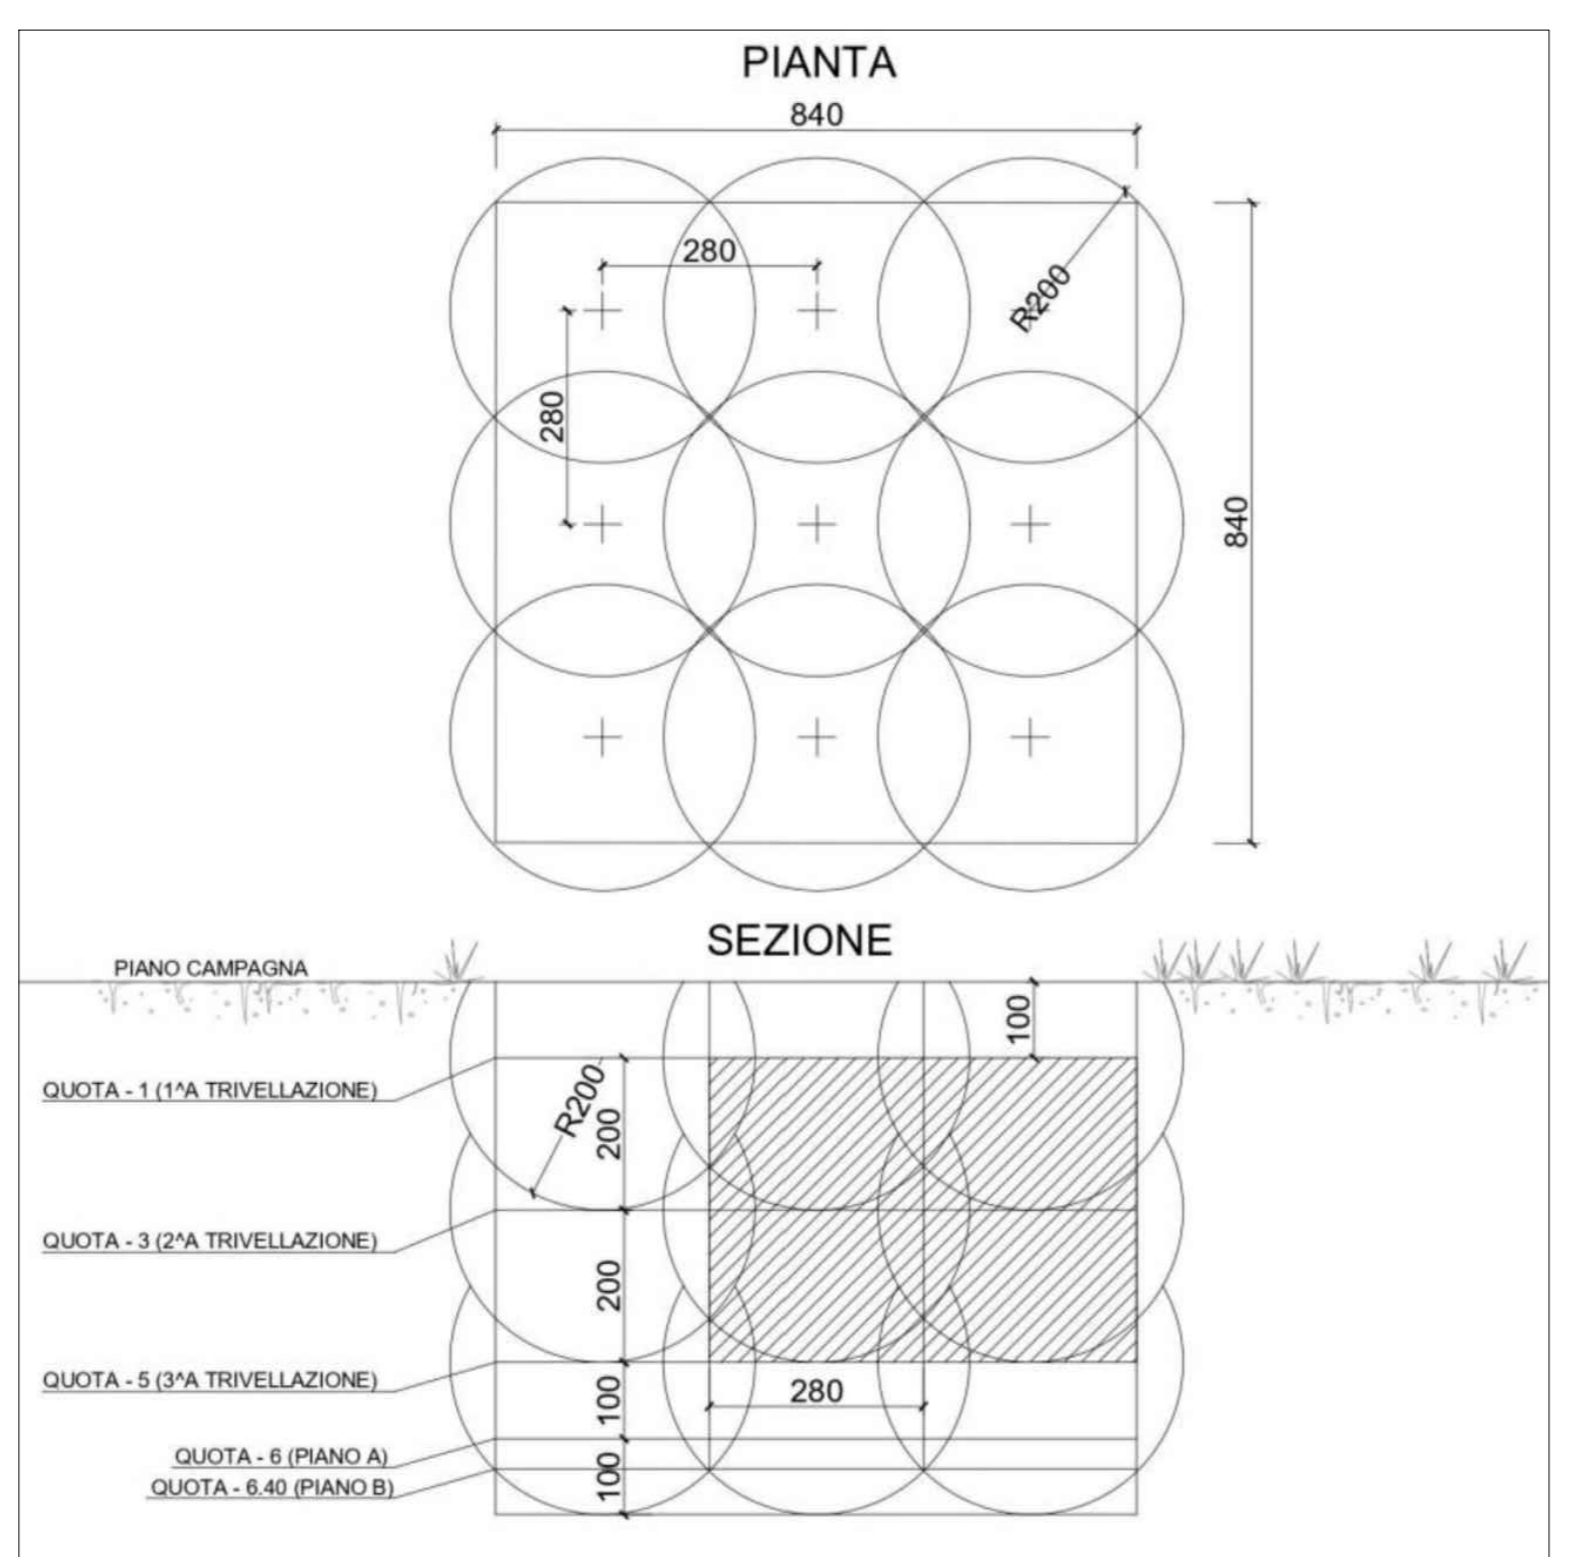 PIANTA
840
280
R200
280
840
SEZIONE
PIANO CAMPAGNA
100
QUOTA - 1 (1^A TRIVELLAZIONE)
R200
200
QUOTA - 3 (2^A TRIVELLAZIONE)
200
QUOTA - 5 (3^A TRIVELLAZIONE)
100
280
QUOTA - 6 (PIANO A)
QUOTA - 6.40 (PIANO B)
100